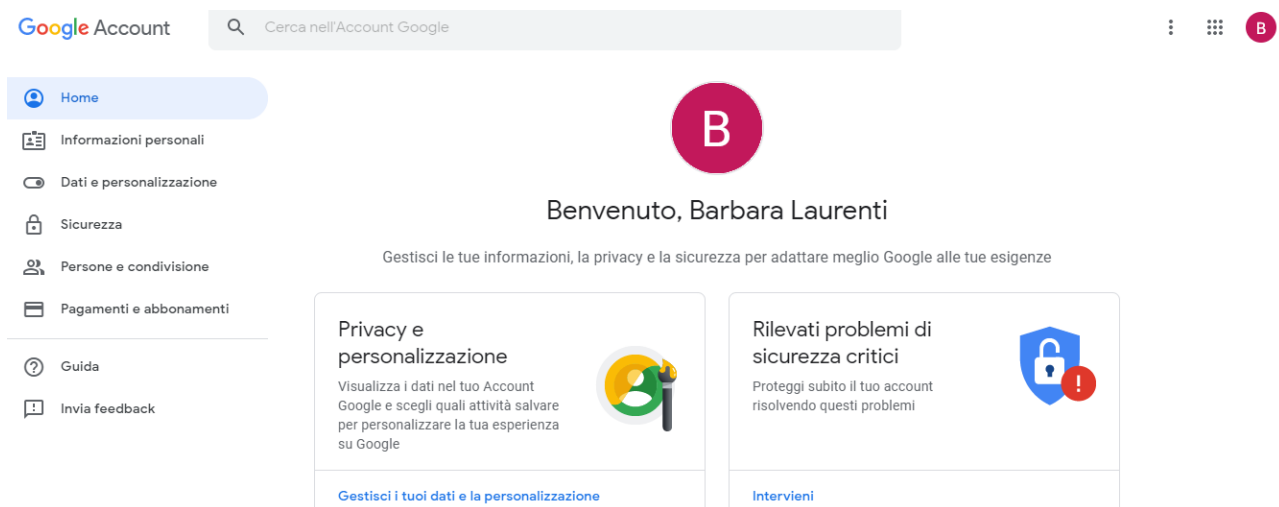 Google Account
Cerca nell'Account Google
B
Home
Informazioni personali
Dati e personalizzazione
Sicurezza
Persone e condivisione
Pagamenti e abbonamenti
Guida
Invia feedback
B
Benvenuto, Barbara Laurenti
Gestisci le tue informazioni, la privacy e la sicurezza per adattare meglio Google alle tue esigenze
Privacy e
personalizzazione
Visualizza i dati nel tuo Account
Google e scegli quali attività salvare
per personalizzare la tua esperienza
su Google
Gestisci i tuoi dati e la personalizzazione
Rilevati problemi di
sicurezza critici
Proteggi subito il tuo account
risolvendo questi problemi
Intervieni